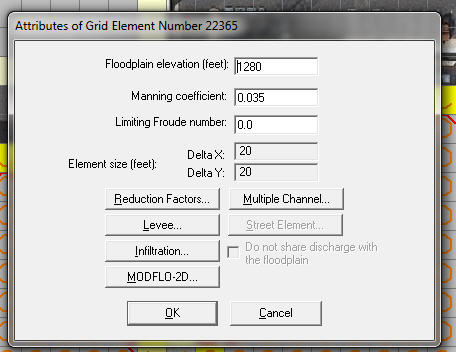 Attributes of Grid Element Number 22365
Floodplain elevation (feet): 1280
Manning coefficient: 0.035
Limiting Froude number: 0.0
Element size (feet):
Delta X: 20
Delta Y: 20
Reduction Factors... Multiple Channel...
Levee... Street Element...
Infiltration... Do not share discharge with
the floodplain
MODFLO-2D...
OK Cancel